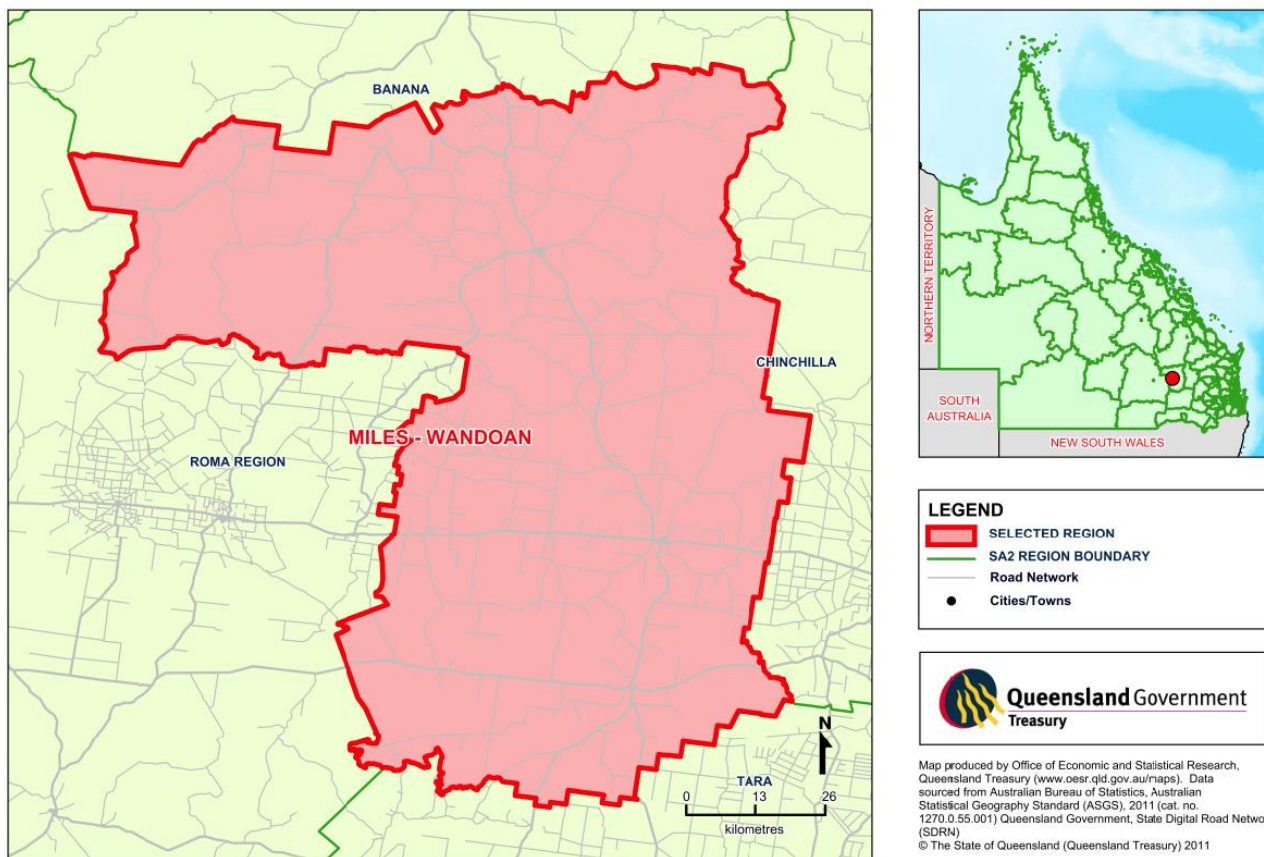 BANANA
CHINCHILLA
MILES - WANDOAN
ROMA REGION
TARA
N
0 13 26
kilometres
NORTHERN TERRITORY
SOUTH
AUSTRALIA
NEW SOUTH WALES
LEGEND
SELECTED REGION
SA2 REGION BOUNDARY
Road Network
Cities/Towns
Queensland Government
Treasury
Map produced by Office of Economic and Statistical Research,
Queensland Treasury (www.oesr.qld.gov.au/maps). Data
sourced from Australian Bureau of Statistics, Australian
Statistical Geography Standard (ASGS), 2011 (cat. no.
1270.0.55.001) Queensland Government, State Digital Road Netwo
(SDRN)
© The State of Queensland (Queensland Treasury) 2011